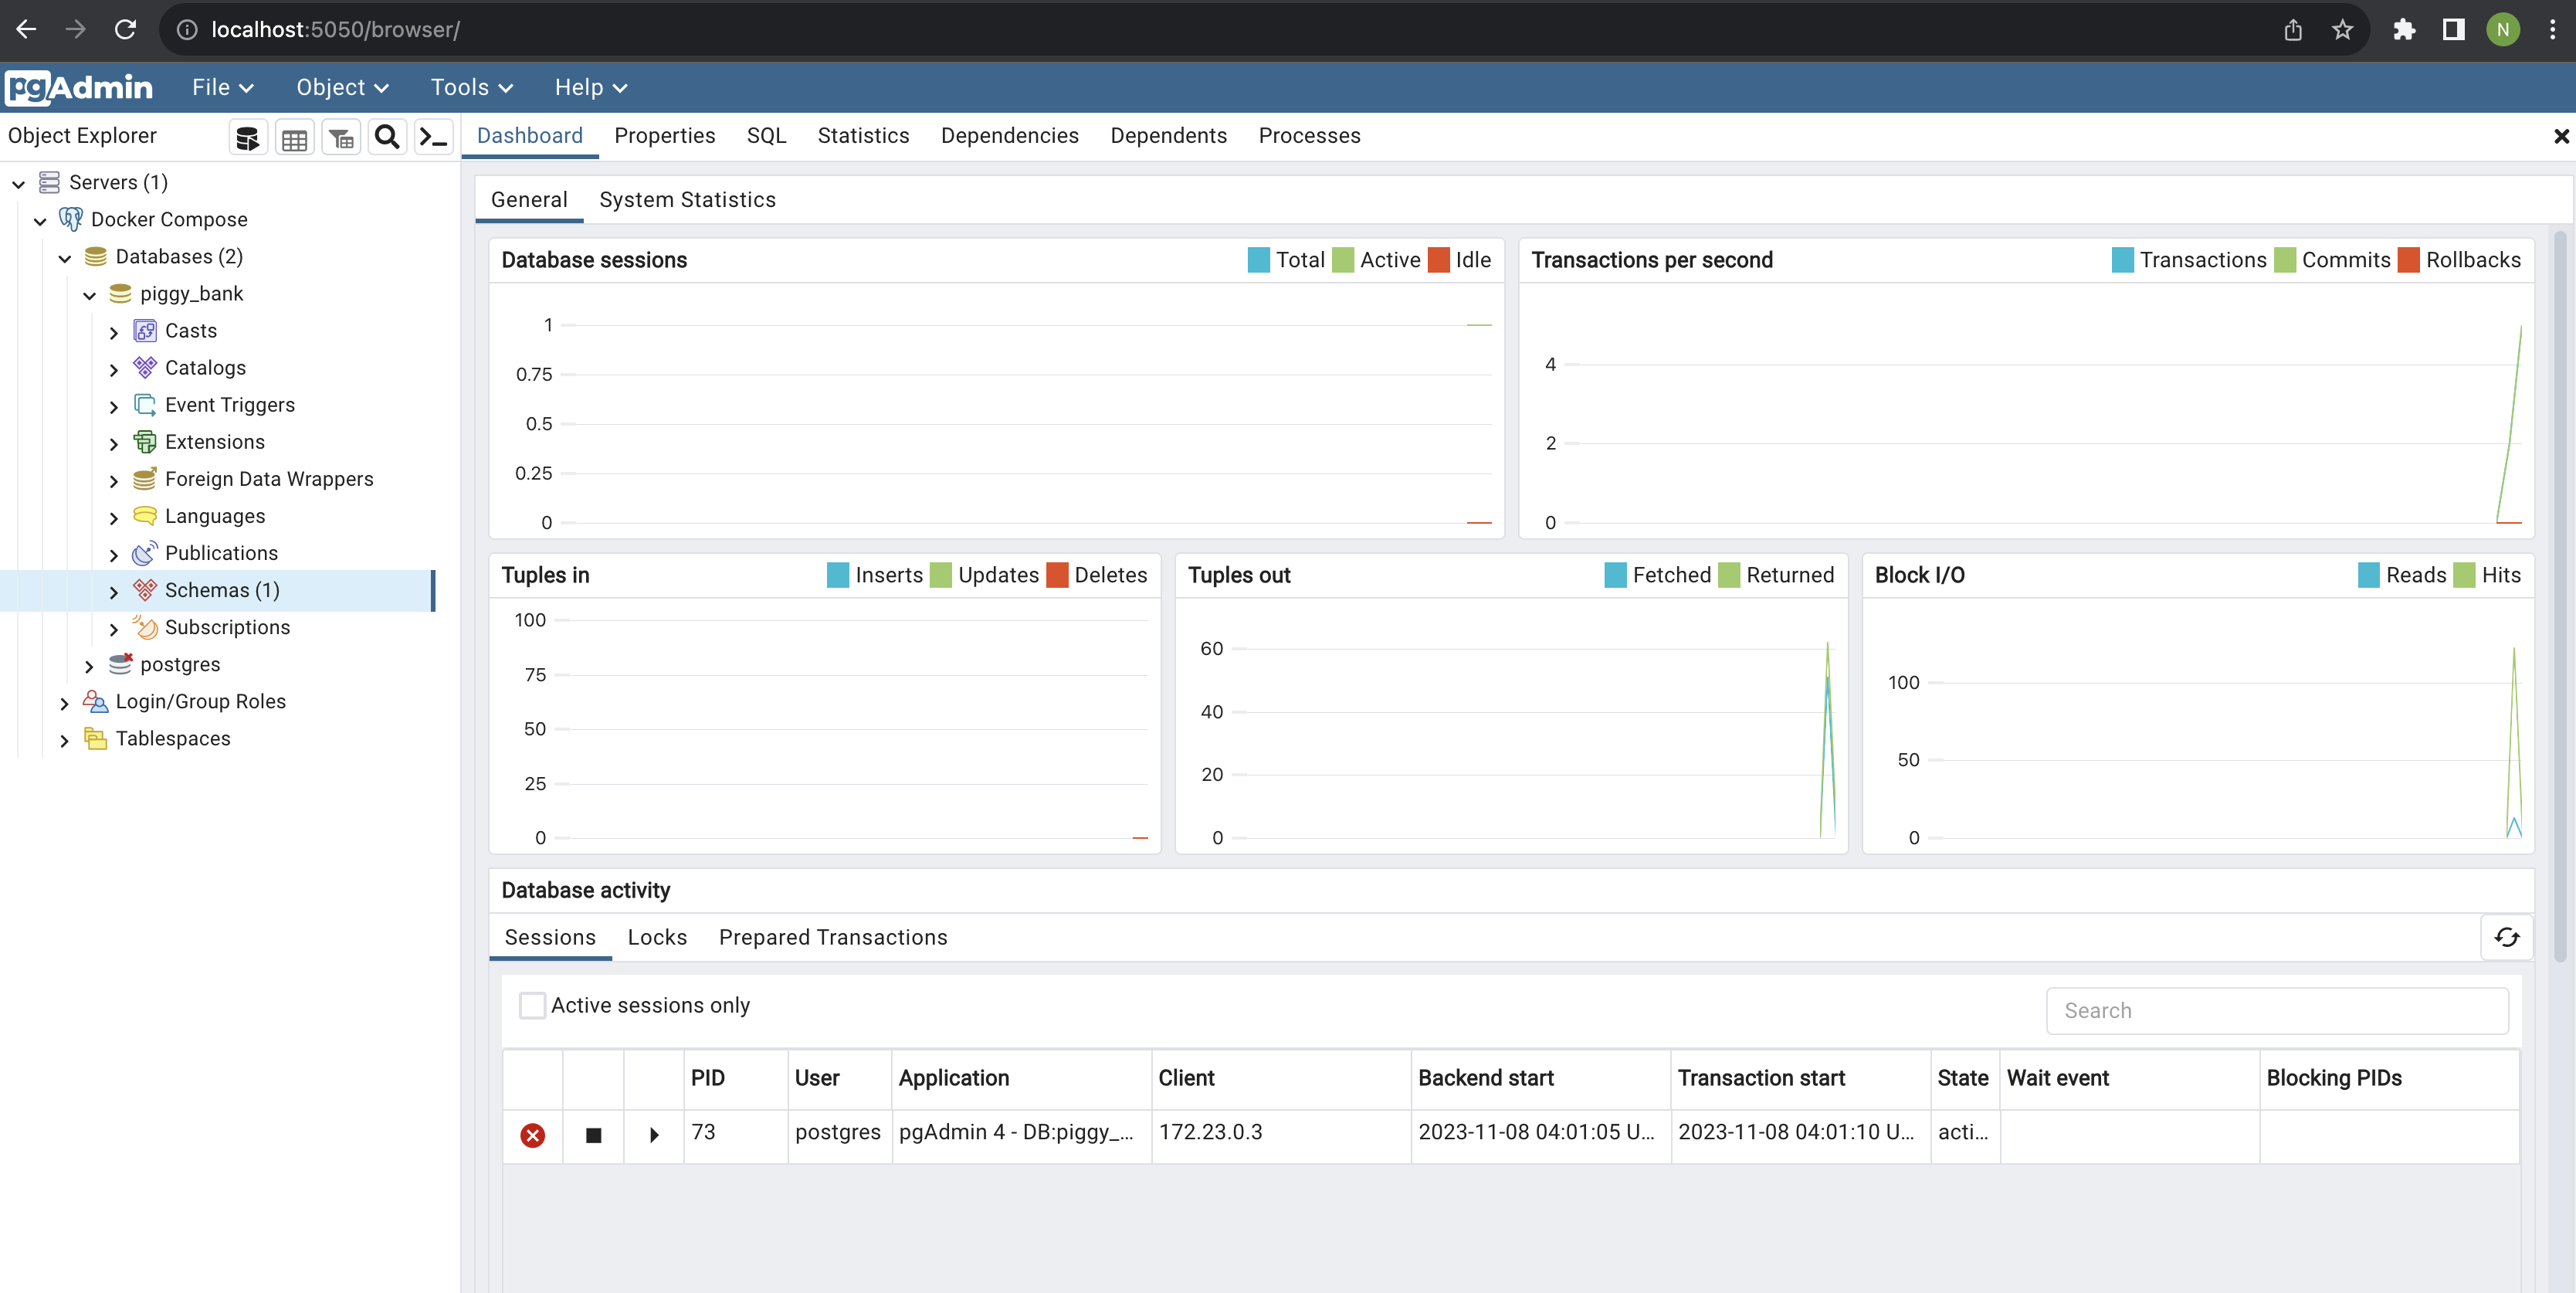 localhost:5050/browser/
N
pgAdmin File Object Tools Help
Object Explorer
Dashboard Properties SQL Statistics Dependencies Dependents Processes
Servers (1)
Docker Compose
Databases (2)
piggy_bank
Casts
Catalogs
Event Triggers
Extensions
Foreign Data Wrappers
Languages
Publications
Schemas (1)
Subscriptions
postgres
Login/Group Roles
Tablespaces
General System Statistics
Database sessions Total Active Idle
1
0.75
0.5
0.25
0
Transactions per second Transactions Commits Rollbacks
4
2
0
Tuples in Inserts Updates Deletes
100
75
50
25
0
Tuples out Fetched Returned
60
40
20
0
Block I/O Reads Hits
100
50
0
Database activity
Sessions Locks Prepared Transactions
Active sessions only
Search
PID User Application Client Backend start Transaction start State Wait event Blocking PIDs
73 postgres pgAdmin 4 - DB:piggy_... 172.23.0.3 2023-11-08 04:01:05 U... 2023-11-08 04:01:10 U... acti...